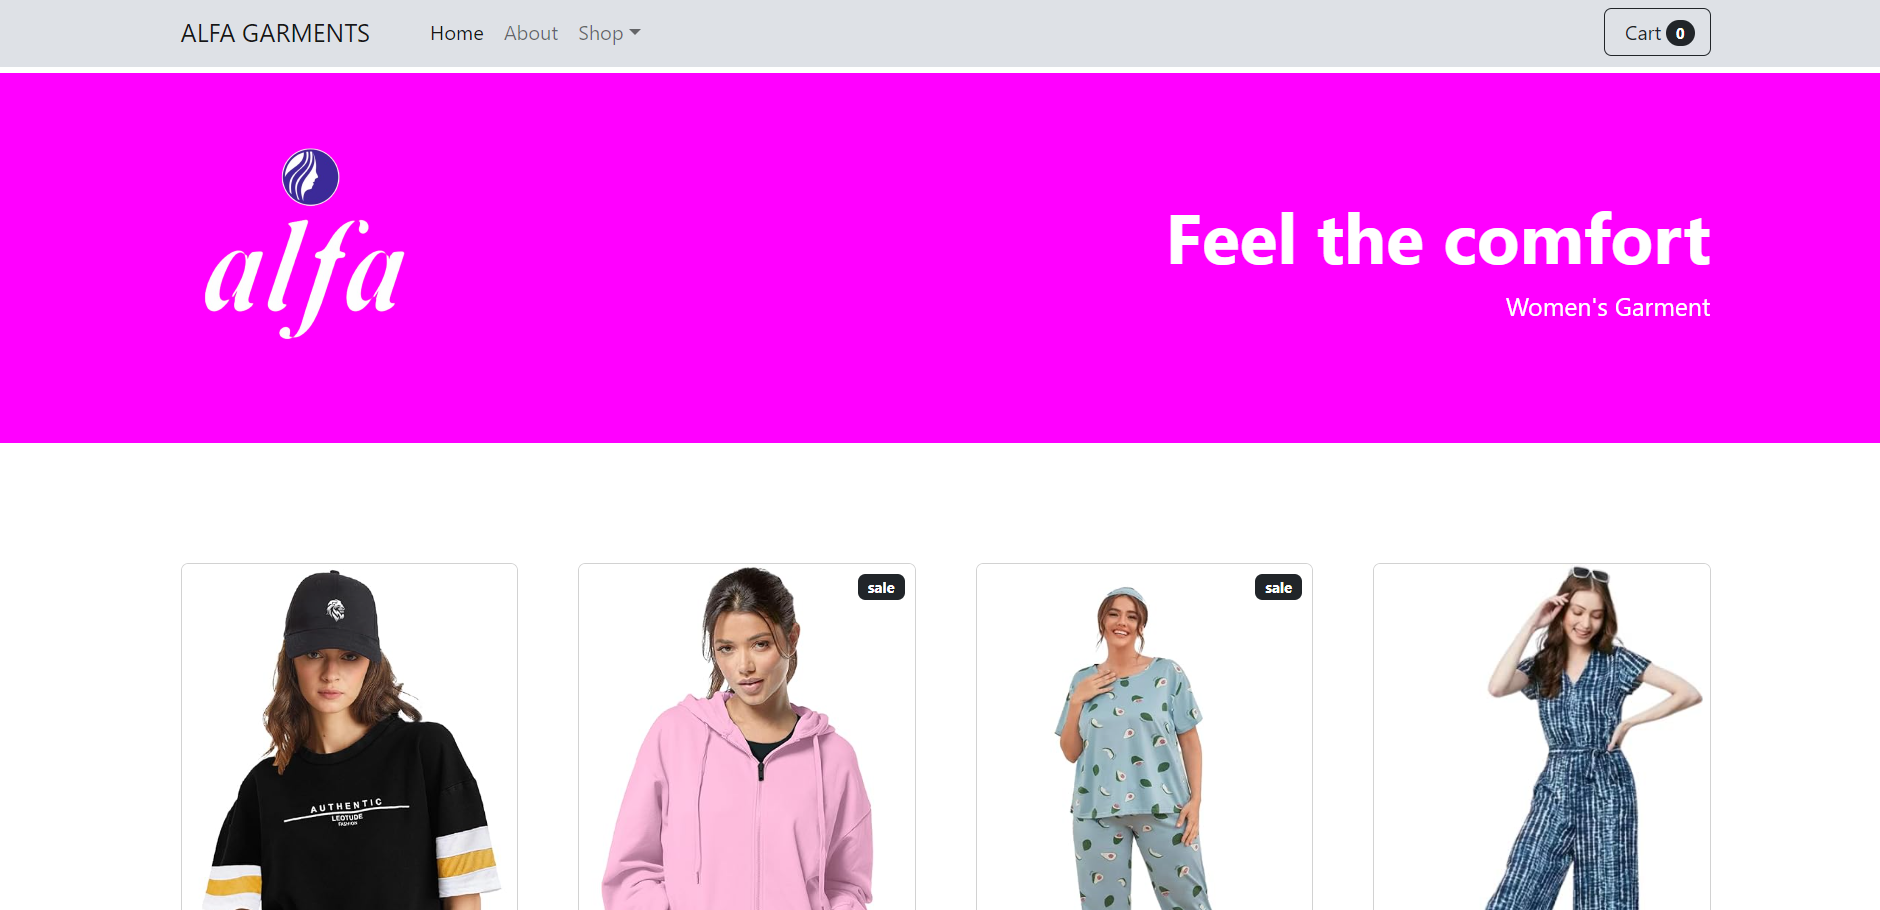 ALFA GARMENTS Home About Shop Cart 0
alfa
Feel the comfort
Women's Garment
sale
sale
AUTHENTIC
LEOTUDE
FASHION